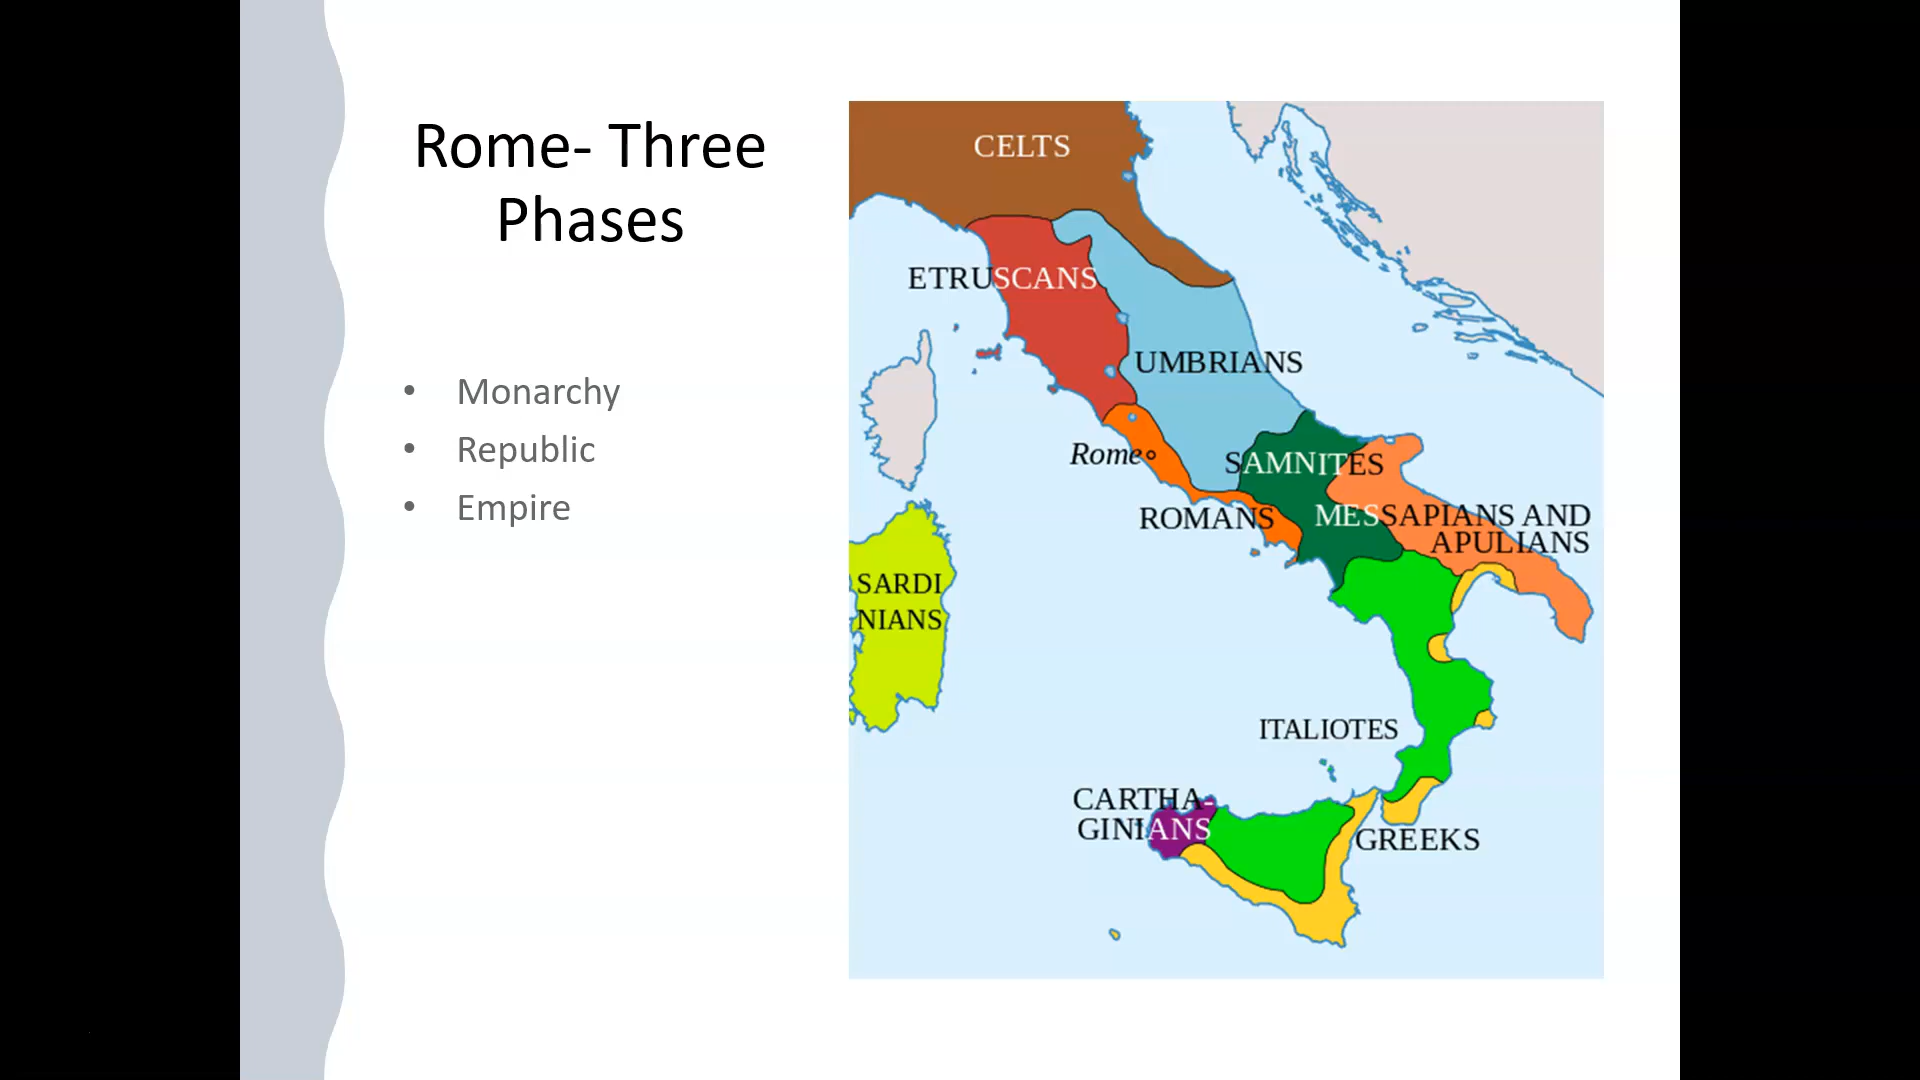 Rome- Three
Phases
• Monarchy
• Republic
• Empire
CELTS
ETRUSCANS
UMBRIANS
Rome
SAMNITES
ROMANS
MESSAPIANS AND
APULIANS
SARDI
NIANS
ITALIOTES
CARTHA-
GINIANS
GREEKS